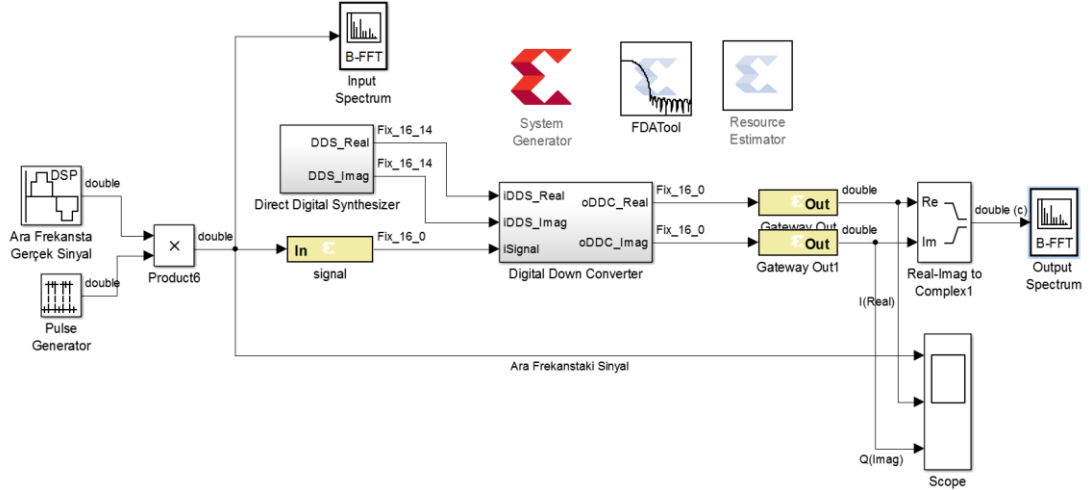 B-FFT
Input
Spectrum
System
Generator
FDATool
Resource
Estimator
DDS_Real
DDS_Imag
Fix_16_14
Fix_16_14
Direct Digital Synthesizer
DSP
double
Ara Frekansta
Gerçek Sinyal
double
Pulse
Generator
×
double
Product6
In
signal
Fix_16_0
iDDS_Real
iDDS_Imag
iSignal
oDDC_Real
oDDC_Imag
Digital Down Converter
Fix_16_0
Fix_16_0
Out
double
Gateway Out
Out
double
Gateway Out1
Re
Im
Real-Imag to
Complex1
double (c)
B-FFT
Output
Spectrum
I(Real)
Ara Frekanstaki Sinyal
Q(Imag)
Scope